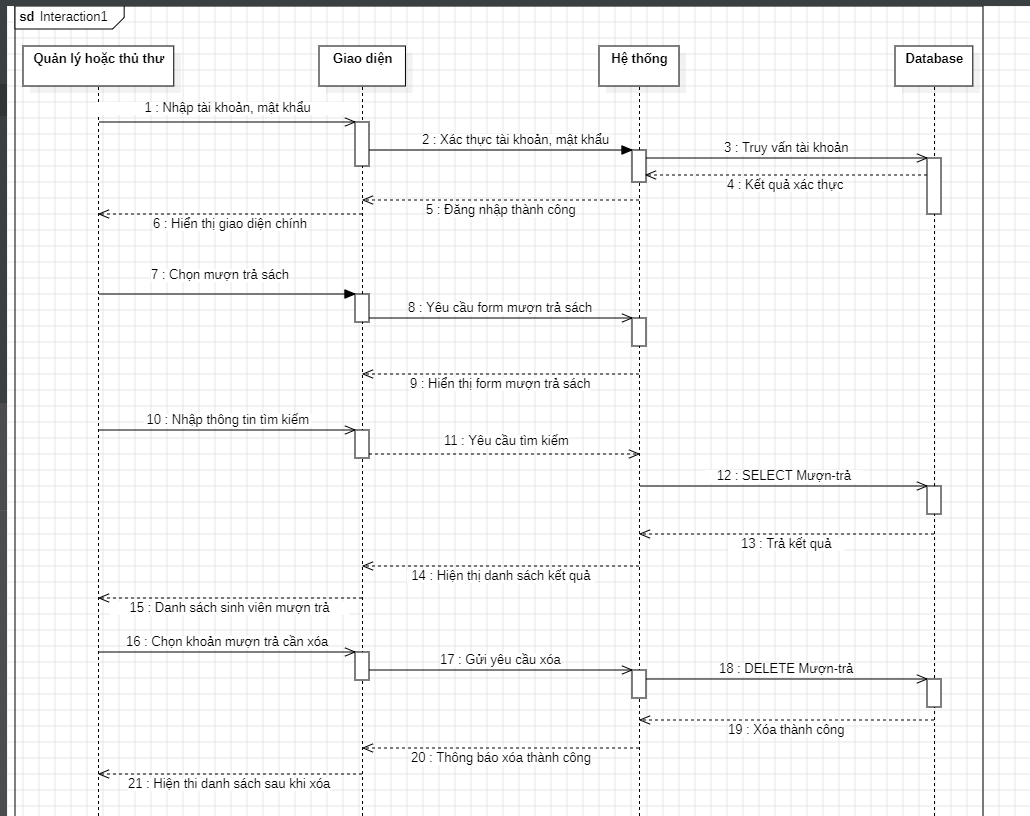 sd Interaction1
Quản lý hoặc thủ thư
Giao diện
Hệ thống
Database
1 : Nhập tài khoản, mật khẩu
2 : Xác thực tài khoản, mật khẩu
3 : Truy vấn tài khoản
4 : Kết quả xác thực
5 : Đăng nhập thành công
6 : Hiển thị giao diện chính
7 : Chọn mượn trả sách
8 : Yêu cầu form mượn trả sách
9 : Hiển thị form mượn trả sách
10 : Nhập thông tin tìm kiếm
11 : Yêu cầu tìm kiếm
12 : SELECT Mượn-trả
13 : Trả kết quả
14 : Hiện thị danh sách kết quả
15 : Danh sách sinh viên mượn trả
16 : Chọn khoản mượn trả cần xóa
17 : Gửi yêu cầu xóa
18 : DELETE Mượn-trả
19 : Xóa thành công
20 : Thông báo xóa thành công
21 : Hiện thi danh sách sau khi xóa